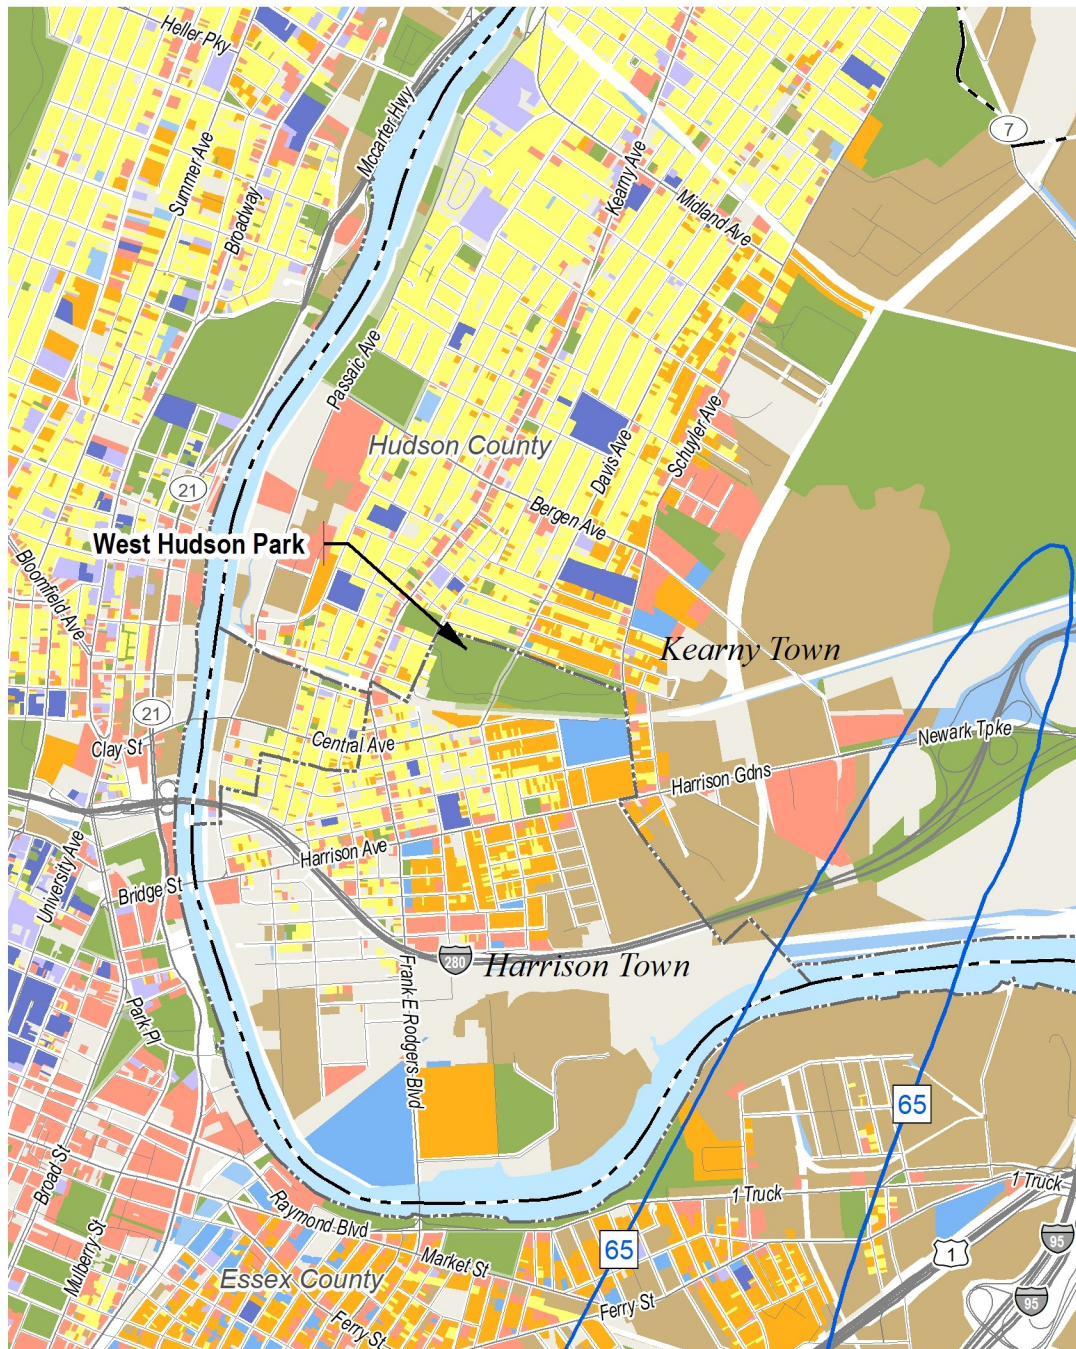 Heller Pky
Mccarter Hwy
7
Summer Ave
Kearny Ave
Broadway
Midland Ave
Passaic Ave
Hudson County
Schuyler Ave
Davis Ave
21
Bergen Ave
West Hudson Park
Bloomfield Ave
Kearny Town
21
Clay St
Central Ave
Newark Tpke
Harrison Gdns
University Ave
Harrison Ave
Bridge St
280
Harrison Town
Frank E Rodgers Blvd
Park Pl
65
Broad St
1 Truck
1 Truck
Raymond Blvd
Mulberry St
Market St
65
1
95
Essex County
Ferry St
95
Ferry St